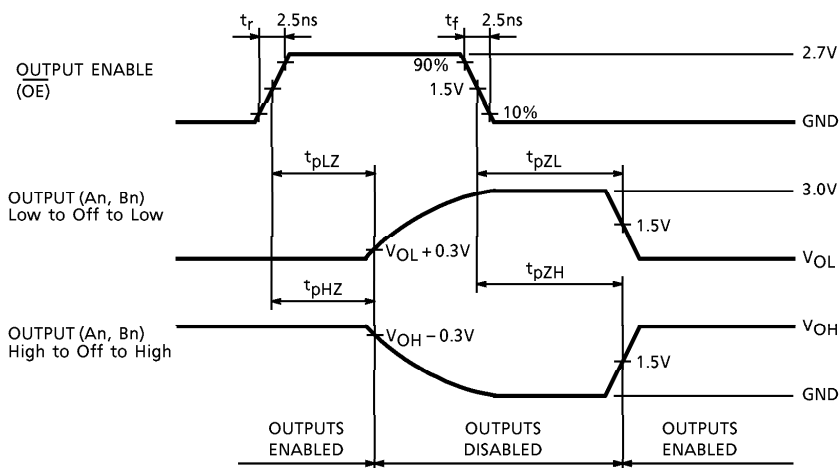 tr 2.5ns tf 2.5ns
2.7V
OUTPUT ENABLE
(OE)
90%
1.5V
10%
GND
tpLZ tpZL
OUTPUT (An, Bn)
Low to Off to Low
3.0V
1.5V
VOL + 0.3V
VOL
tpHZ tpZH
OUTPUT (An, Bn)
High to Off to High
VOH
VOH − 0.3V
1.5V
GND
OUTPUTS OUTPUTS OUTPUTS
ENABLED DISABLED ENABLED